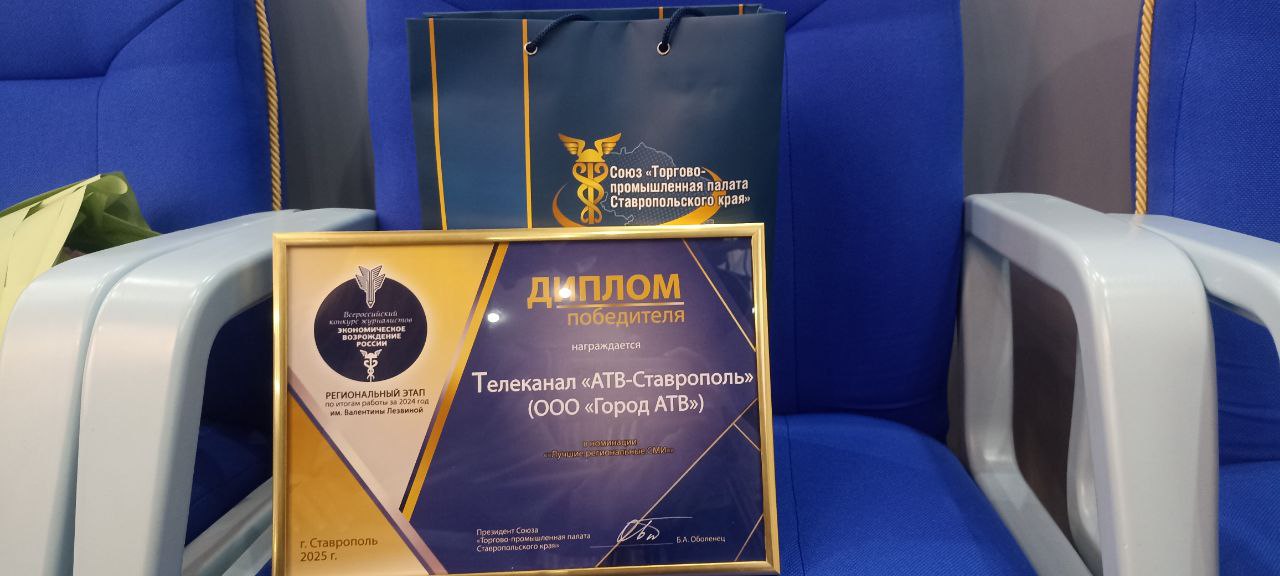 Союз «Торгово-
промышленная палата
Ставропольского края»
Всероссийский
конкурс журналистов
ЭКОНОМИЧЕСКОЕ
ВОЗРОЖДЕНИЕ
РОССИИ
РЕГИОНАЛЬНЫЙ ЭТАП
по итогам работы за 2024 год
им. Валентины Лезвиной
г. Ставрополь
2025 г.
ДИПЛОМ
победителя
награждается
Телеканал «АТВ-Ставрополь»
(ООО «Город АТВ»)
в номинации
«Лучшие региональные СМИ»
Президент Союза
«Торгово-промышленная палата
Ставропольского края»
Б.А. Оболенец